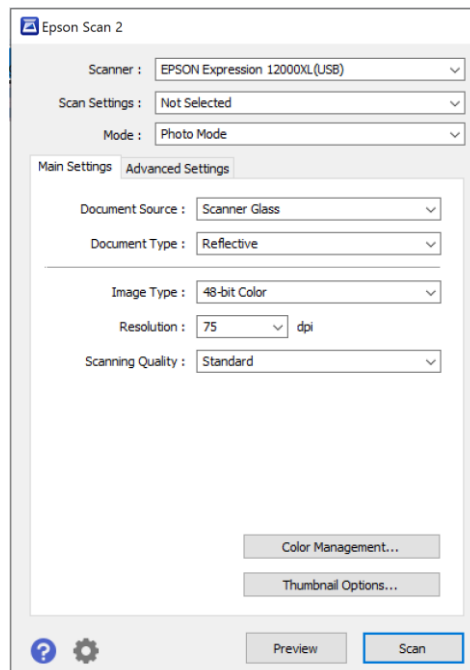 Epson Scan 2
Scanner : EPSON Expression 12000XL(USB)
Scan Settings : Not Selected
Mode : Photo Mode
Main Settings Advanced Settings
Document Source : Scanner Glass
Document Type : Reflective
Image Type : 48-bit Color
Resolution : 75 dpi
Scanning Quality : Standard
Color Management...
Thumbnail Options...
? Preview Scan